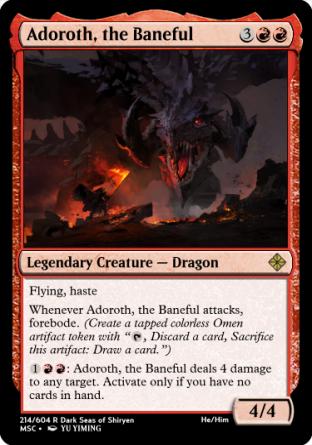 Adoroth, the Baneful 3
Legendary Creature — Dragon
Flying, haste
Whenever Adoroth, the Baneful attacks,
forebode. (Create a tapped colorless Omen
artifact token with “, Discard a card, Sacrifice
this artifact: Draw a card.”)
1: Adoroth, the Baneful deals 4 damage
to any target. Activate only if you have no
cards in hand.
4/4
214/604 R Dark Seas of Shiryen He/Him
MSC • YU YIMING